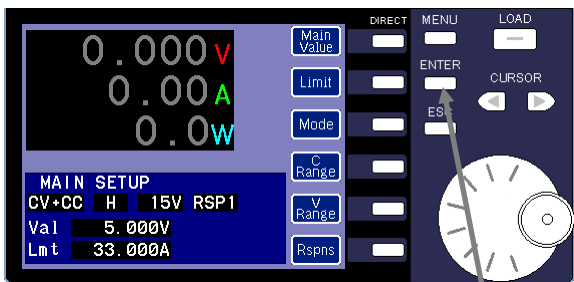 DIRECT MENU LOAD
0.000V
0.00A
0.0W
Main
Value
Limit
Mode
C
Range
V
Range
Rspns
ENTER
CURSOR
ESC
MAIN SETUP
CV+CC H 15V RSP1
Val 5.000V
Lmt 33.000A